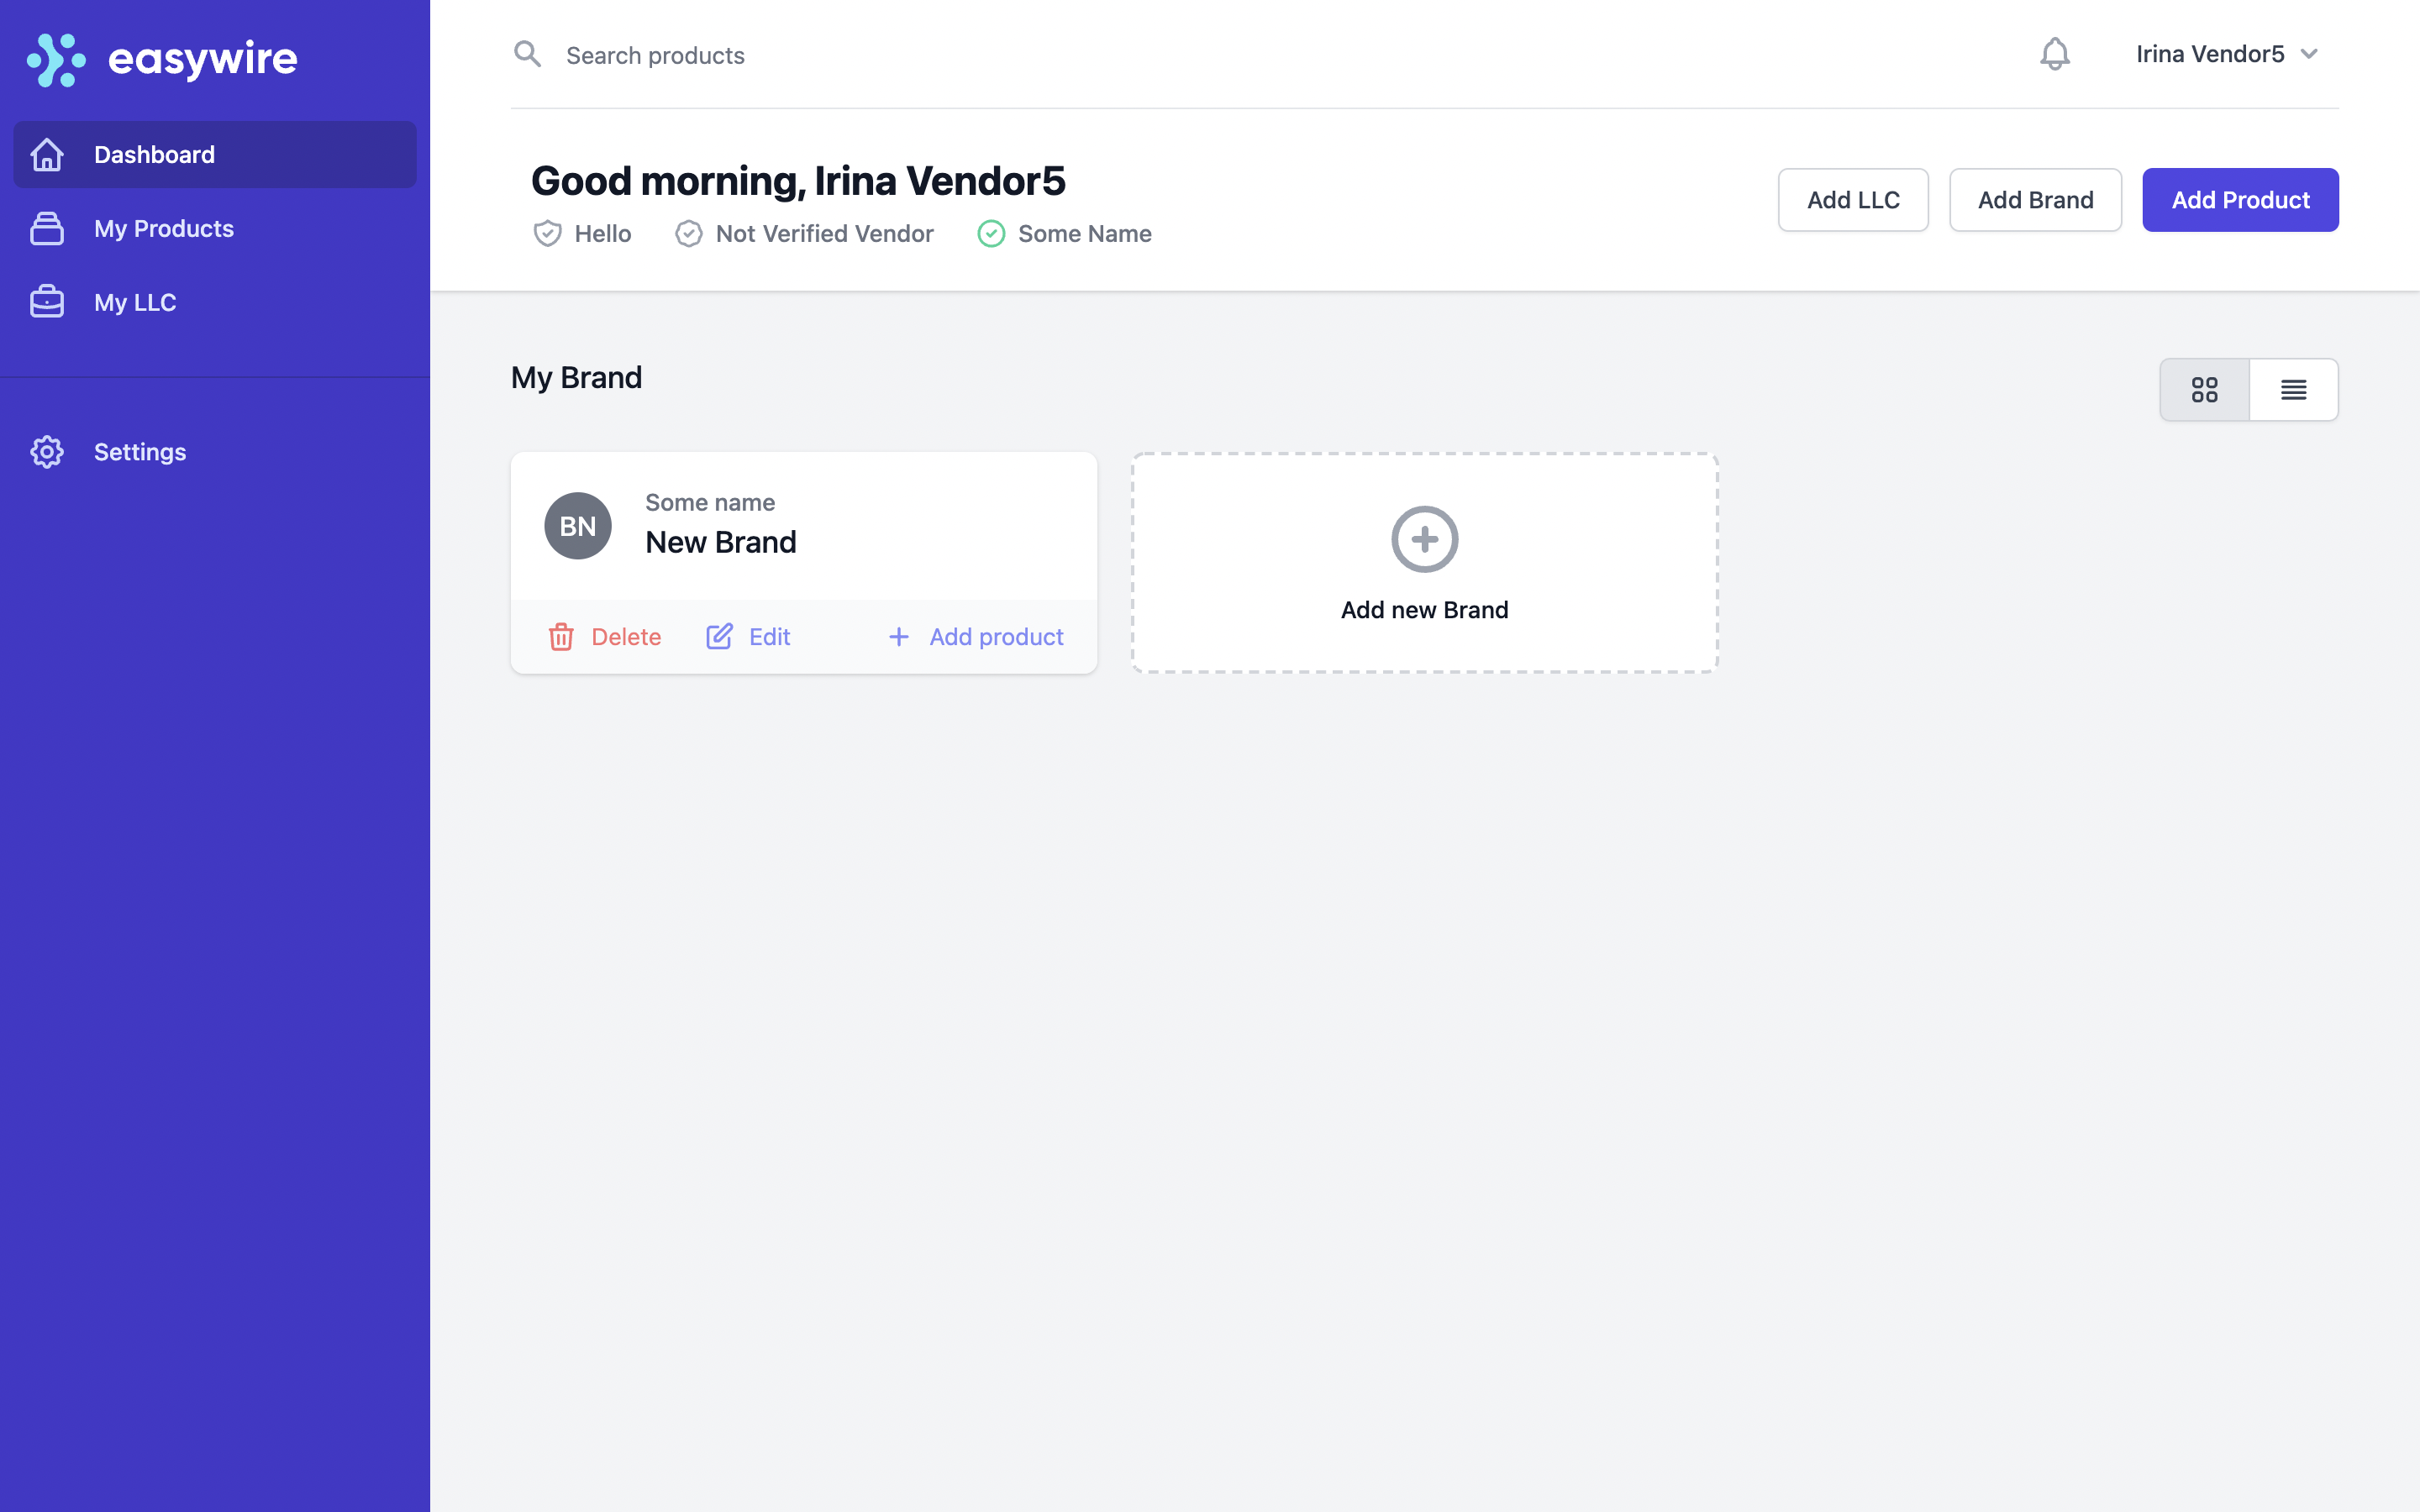 easywire
Dashboard
My Products
My LLC
Settings
Search products
Irina Vendor5
Good morning, Irina Vendor5
Hello
Not Verified Vendor
Some Name
Add LLC
Add Brand
Add Product
My Brand
BN
Some name
New Brand
Delete
Edit
Add product
Add new Brand